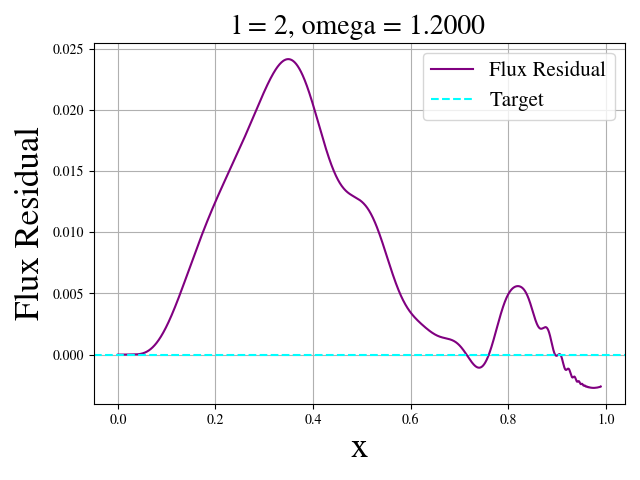 l = 2, omega = 1.2000
Flux Residual
Target
Flux Residual
0.025
0.020
0.015
0.010
0.005
0.000
0.0 0.2 0.4 0.6 0.8 1.0
x